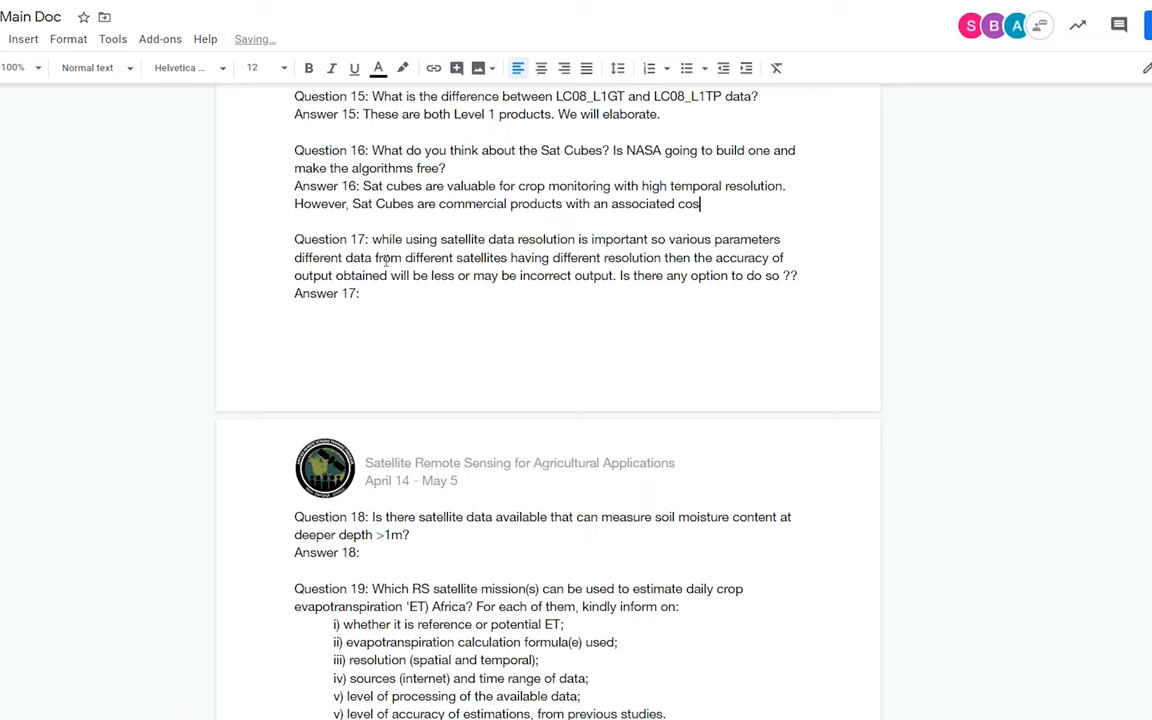 Main Doc
Insert Format Tools Add-ons Help Saving...
S B A
100% Normal text Helvetica ... 12 B I U A
Question 15: What is the difference between LC08_L1GT and LC08_L1TP data?
Answer 15: These are both Level 1 products. We will elaborate.
Question 16: What do you think about the Sat Cubes? Is NASA going to build one and
make the algorithms free?
Answer 16: Sat cubes are valuable for crop monitoring with high temporal resolution.
However, Sat Cubes are commercial products with an associated cos
Question 17: while using satellite data resolution is important so various parameters
different data from different satellites having different resolution then the accuracy of
output obtained will be less or may be incorrect output. Is there any option to do so ??
Answer 17:
Satellite Remote Sensing for Agricultural Applications
April 14 - May 5
Question 18: Is there satellite data available that can measure soil moisture content at
deeper depth >1m?
Answer 18:
Question 19: Which RS satellite mission(s) can be used to estimate daily crop
evapotranspiration 'ET) Africa? For each of them, kindly inform on:
i) whether it is reference or potential ET;
ii) evapotranspiration calculation formula(e) used;
iii) resolution (spatial and temporal);
iv) sources (internet) and time range of data;
v) level of processing of the available data;
v) level of accuracy of estimations, from previous studies.